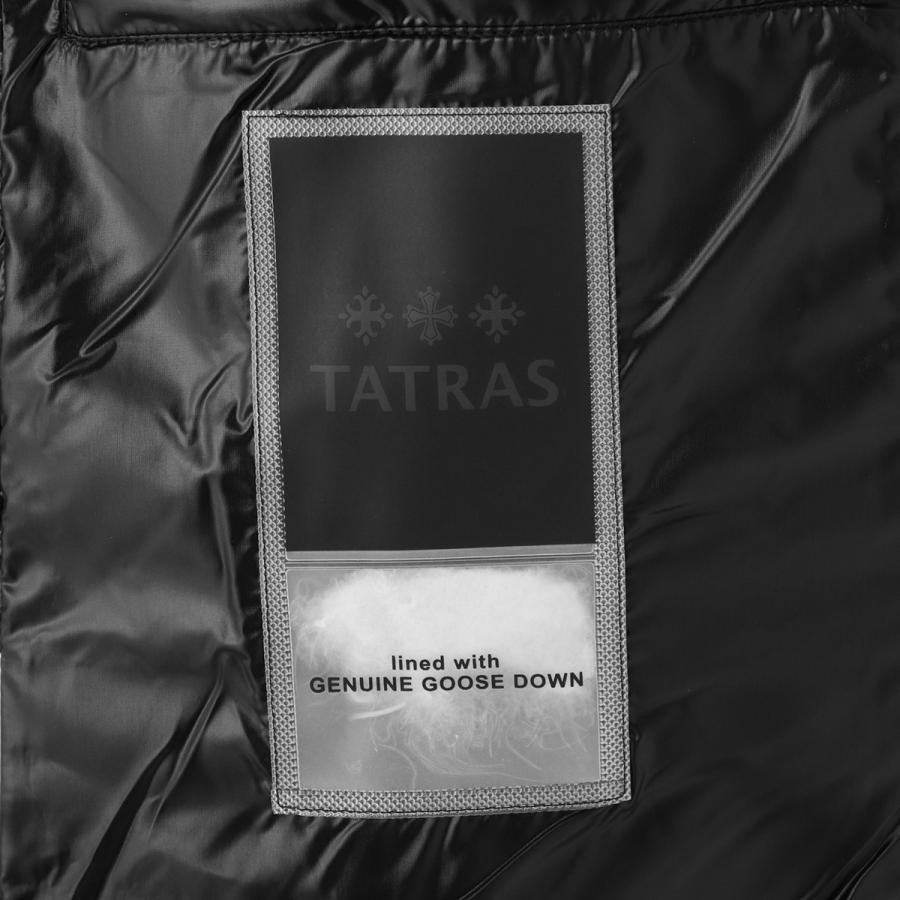 TATRAS
lined with
GENUINE GOOSE DOWN